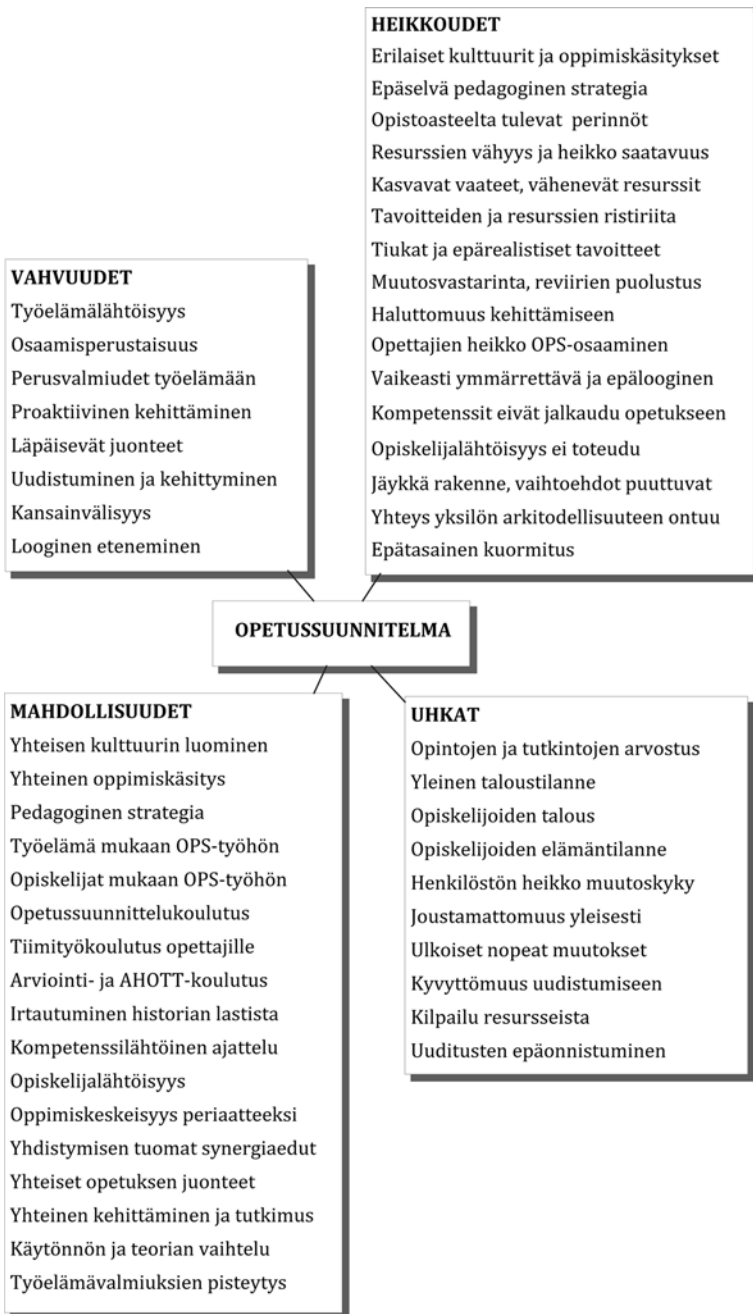 HEIKKOUDET
Erilaiset kulttuurit ja oppimiskäsitykset
Epäselvä pedagoginen strategia
Opistoasteelta tulevat perinnöt
Resurssien vähyys ja heikko saatavuus
Kasvavat vaateet, vähenevät resurssit
Tavoitteiden ja resurssien ristiriita
Tiukat ja epärealistiset tavoitteet
Muutosvastarinta, reviirien puolustus
Haluttomuus kehittämiseen
Opettajien heikko OPS-osaaminen
Vaikeasti ymmärrettävä ja epälooginen
Kompetenssit eivät jalkaudu opetukseen
Opiskelijalähtöisyys ei toteudu
Jäykkä rakenne, vaihtoehdot puuttuvat
Yhteys yksilön arkitodellisuuteen ontuu
Epätasainen kuormitus
VAHVUUDET
Työelämälähtöisyys
Osaamisperustaisuus
Perusvalmiudet työelämään
Proaktiivinen kehittäminen
Läpäisevät juonteet
Uudistuminen ja kehittyminen
Kansainvälisyys
Looginen eteneminen
OPETUSSUUNNITELMA
MAHDOLLISUUDET
Yhteisen kulttuurin luominen
Yhteinen oppimiskäsitys
Pedagoginen strategia
Työelämä mukaan OPS-työhön
Opiskelijat mukaan OPS-työhön
Opetussuunnittelukoulutus
Tiimityökoulutus opettajille
Arviointi- ja AHOTT-koulutus
Irtautuminen historian lastista
Kompetenssilähtöinen ajattelu
Opiskelijalähtöisyys
Oppimiskeskeisyys periaatteeksi
Yhdistymisen tuomat synergiaedut
Yhteiset opetuksen juonteet
Yhteinen kehittäminen ja tutkimus
Käytönnön ja teorian vaihtelu
Työelämävalmiuksien pisteytys
UHKAT
Opintojen ja tutkintojen arvostus
Yleinen taloustilanne
Opiskelijoiden talous
Opiskelijoiden elämäntilanne
Henkilöstön heikko muutoskyky
Joustamattomuus yleisesti
Ulkoiset nopeat muutokset
Kyvyttömuus uudistumiseen
Kilpailu resursseista
Uuditusten epäonnistuminen